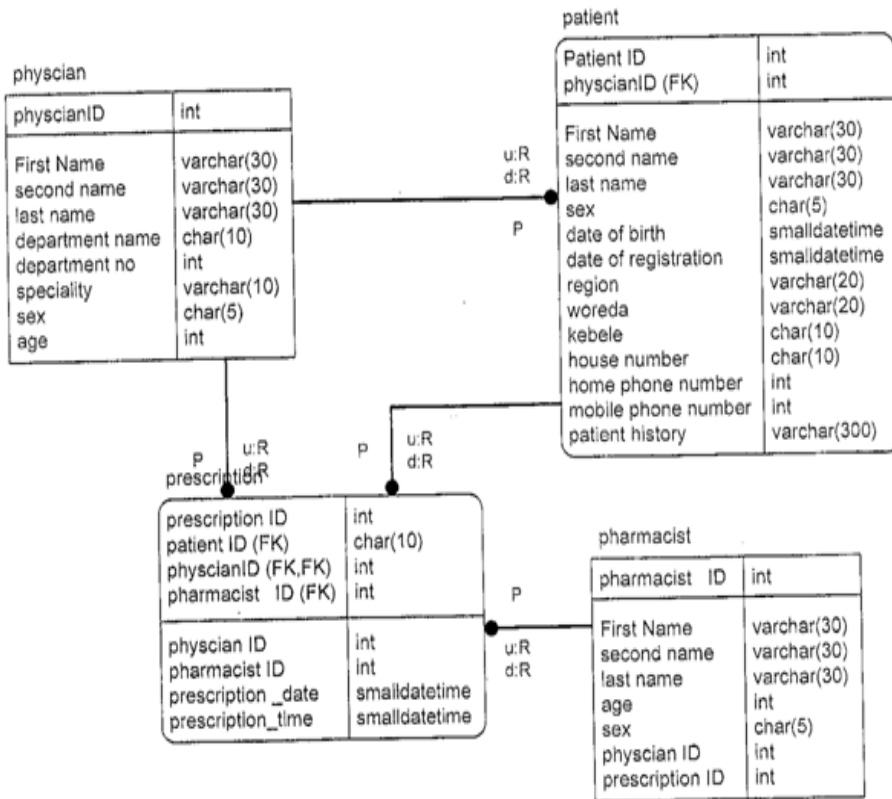 physcian
physcianID int
First Name varchar(30)
second name varchar(30)
last name varchar(30)
department name char(10)
department no int
speciality varchar(10)
sex char(5)
age int
patient
Patient ID int
physcianID (FK) int
First Name varchar(30)
second name varchar(30)
last name varchar(30)
sex char(5)
date of birth smalldatetime
date of registration smalldatetime
region varchar(20)
woreda varchar(20)
kebele char(10)
house number char(10)
home phone number int
mobile phone number int
patient history varchar(300)
u:R
d:R
P
P
u:R
d:R
P
u:R
d:R
prescription
prescription ID int
patient ID (FK) char(10)
physcianID (FK,FK) int
pharmacist ID (FK) int
physcian ID int
pharmacist ID int
prescription _date smalldatetime
prescription_time smalldatetime
P
u:R
d:R
pharmacist
pharmacist ID int
First Name varchar(30)
second name varchar(30)
last name varchar(30)
age int
sex char(5)
physcian ID int
prescription ID int